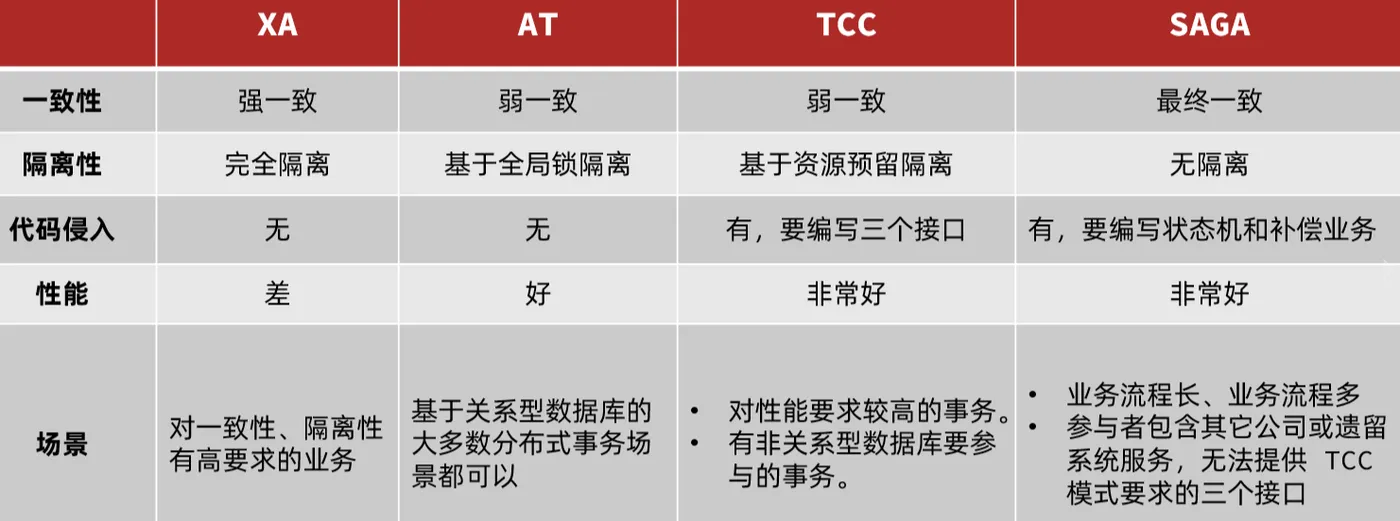 XA AT TCC SAGA
一致性 强一致 弱一致 弱一致 最终一致
隔离性 完全隔离 基于全局锁隔离 基于资源预留隔离 无隔离
代码侵入 无 无 有，要编写三个接口 有，要编写状态机和补偿业务
性能 差 好 非常好 非常好
场景
对一致性、隔离性
有高要求的业务
基于关系型数据库的
大多数分布式事务场
景都可以
• 对性能要求较高的事务。
• 有非关系型数据库要参
与的事务。
• 业务流程长、业务流程多
• 参与者包含其它公司或遗留
系统服务，无法提供 TCC
模式要求的三个接口